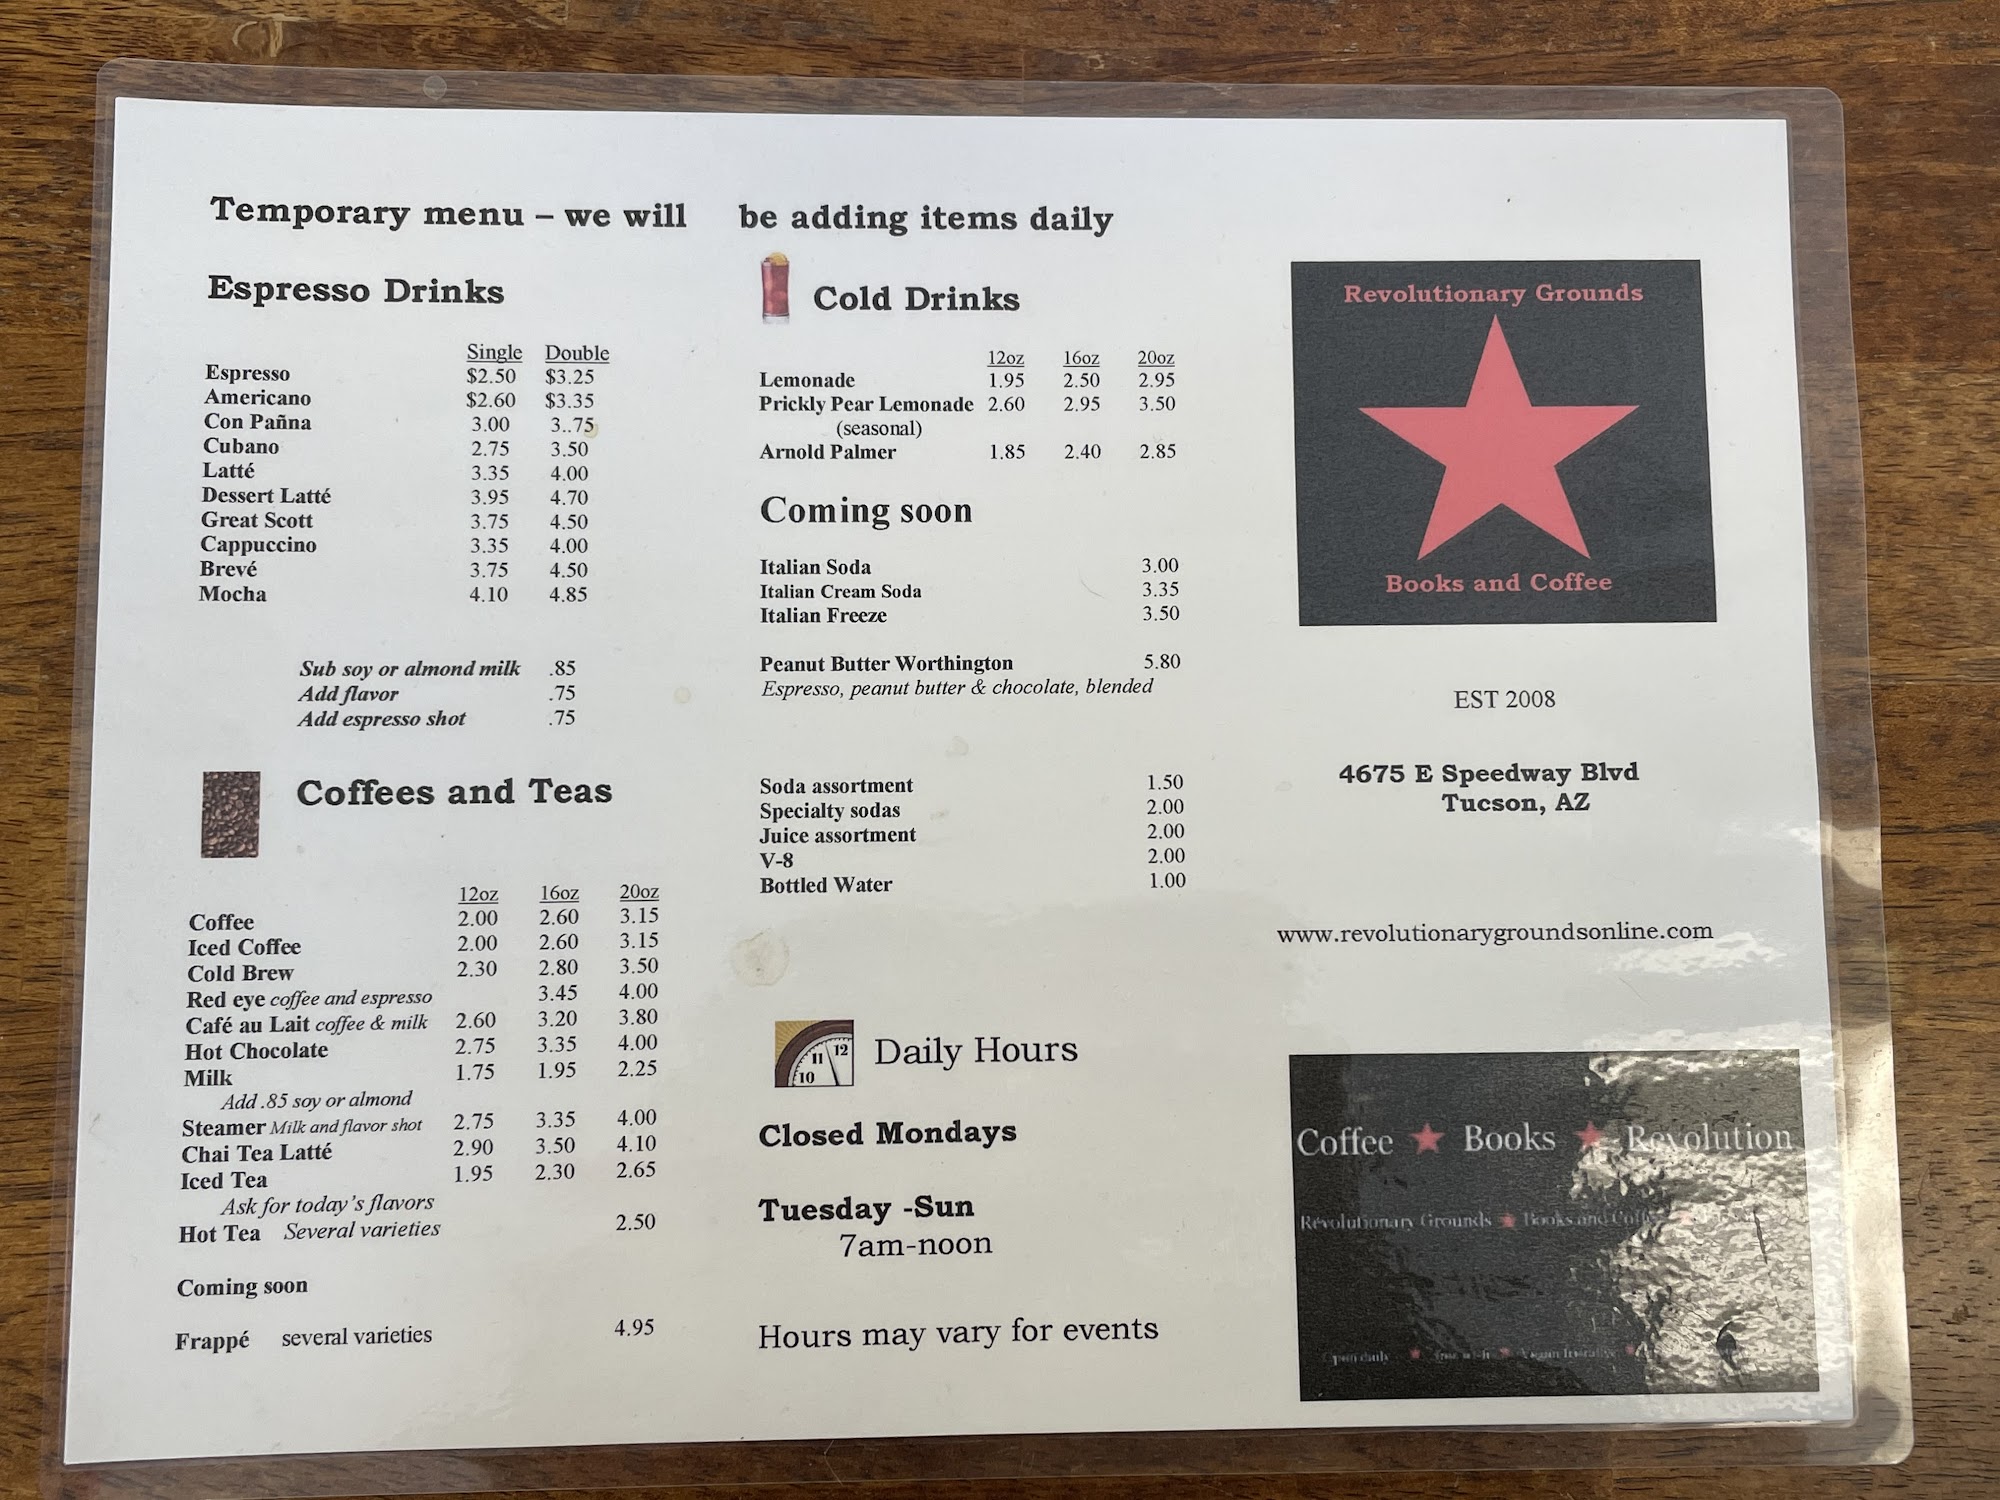 Temporary menu – we will be adding items daily
Espresso Drinks
Single Double
Espresso $2.50 $3.25
Americano $2.60 $3.35
Con Pañna 3.00 3..75
Cubano 2.75 3.50
Latté 3.35 4.00
Dessert Latté 3.95 4.70
Great Scott 3.75 4.50
Cappuccino 3.35 4.00
Brevé 3.75 4.50
Mocha 4.10 4.85
Sub soy or almond milk .85
Add flavor .75
Add espresso shot .75
Coffees and Teas
12oz 16oz 20oz
Coffee 2.00 2.60 3.15
Iced Coffee 2.00 2.60 3.15
Cold Brew 2.30 2.80 3.50
Red eye coffee and espresso 3.45 4.00
Café au Lait coffee & milk 2.60 3.20 3.80
Hot Chocolate 2.75 3.35 4.00
Milk 1.75 1.95 2.25
Add .85 soy or almond
Steamer Milk and flavor shot 2.75 3.35 4.00
Chai Tea Latté 2.90 3.50 4.10
Iced Tea 1.95 2.30 2.65
Ask for today's flavors
Hot Tea Several varieties 2.50
Coming soon
Frappé several varieties 4.95
Cold Drinks
12oz 16oz 20oz
Lemonade 1.95 2.50 2.95
Prickly Pear Lemonade 2.60 2.95 3.50
(seasonal)
Arnold Palmer 1.85 2.40 2.85
Coming soon
Italian Soda 3.00
Italian Cream Soda 3.35
Italian Freeze 3.50
Peanut Butter Worthington 5.80
Espresso, peanut butter & chocolate, blended
Soda assortment 1.50
Specialty sodas 2.00
Juice assortment 2.00
V-8 2.00
Bottled Water 1.00
10 11 12
Daily Hours
Closed Mondays
Tuesday -Sun
7am-noon
Hours may vary for events
Revolutionary Grounds
Books and Coffee
EST 2008
4675 E Speedway Blvd
Tucson, AZ
www.revolutionarygroundsonline.com
Coffee Books Revolution
Revolutionary Grounds Books and Coffee
Open daily